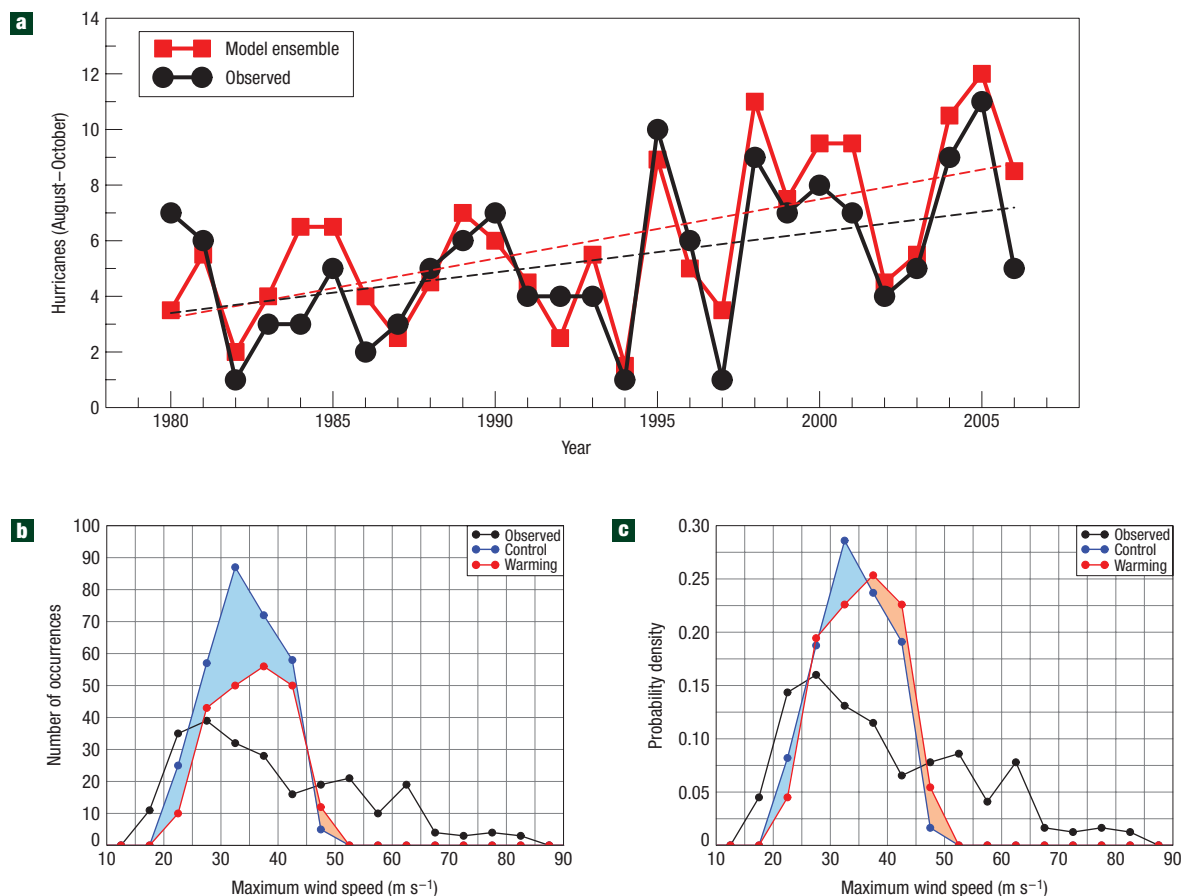 a
14
12
10
8
6
4
2
0
Hurricanes (August–October)
Model ensemble
Observed
1980 1985 1990 1995 2000 2005
Year
b
100
90
80
70
60
50
40
30
20
10
0
Number of occurrences
Observed
Control
Warming
10 20 30 40 50 60 70 80 90
Maximum wind speed (m s⁻¹)
c
0.30
0.25
0.20
0.15
0.10
0.05
0
Probability density
Observed
Control
Warming
10 20 30 40 50 60 70 80 90
Maximum wind speed (m s⁻¹)